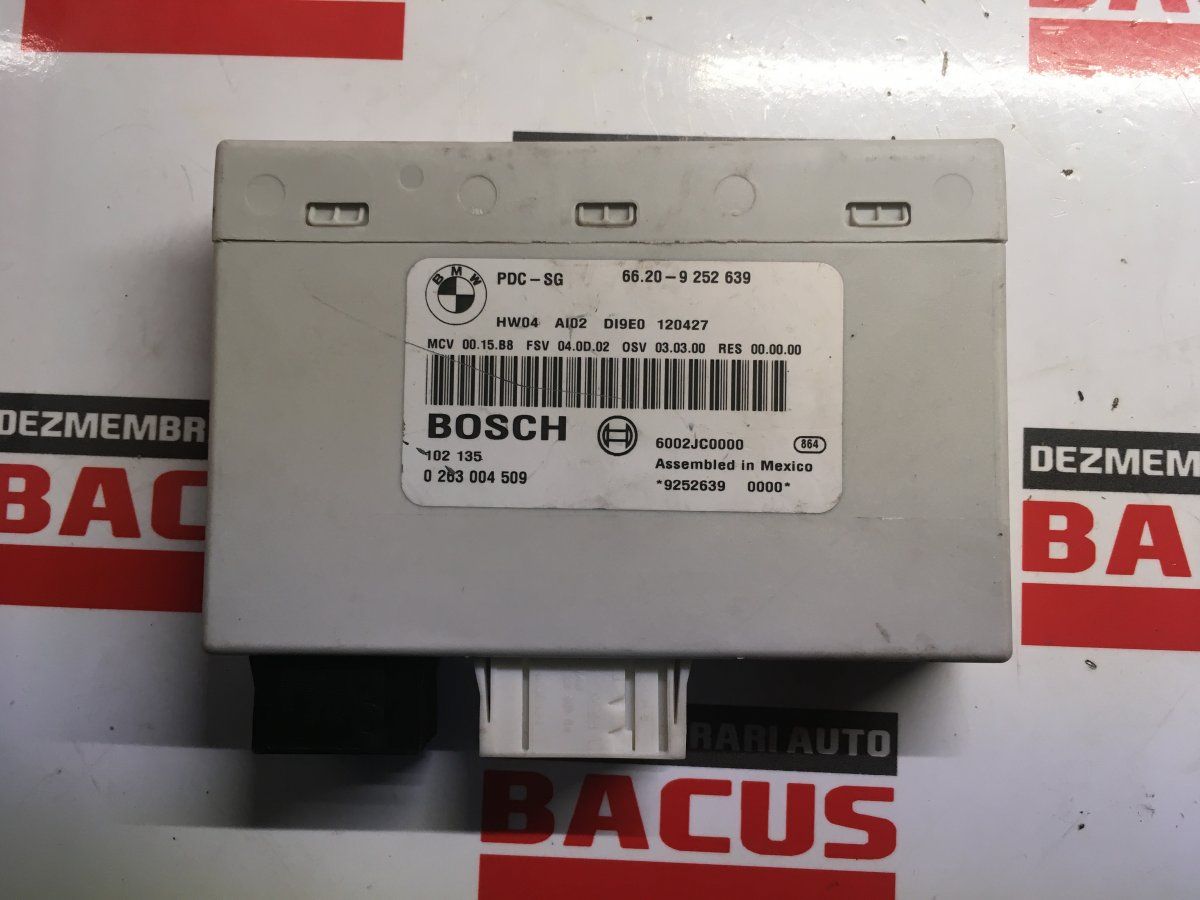 BMW
PDC-SG 66.20-9 252 639
HW04 AI02 DI9E0 120427
MCV 00.15.B8 FSV 04.0D.02 OSV 03.03.00 RES 00.00.00
BOSCH
6002JC0000 864
102 135
Assembled in Mexico
0 263 004 509
*9252639 0000*
DEZMEMBR
BAC
DEZMEM
BA
RARI AUTO
BACUS